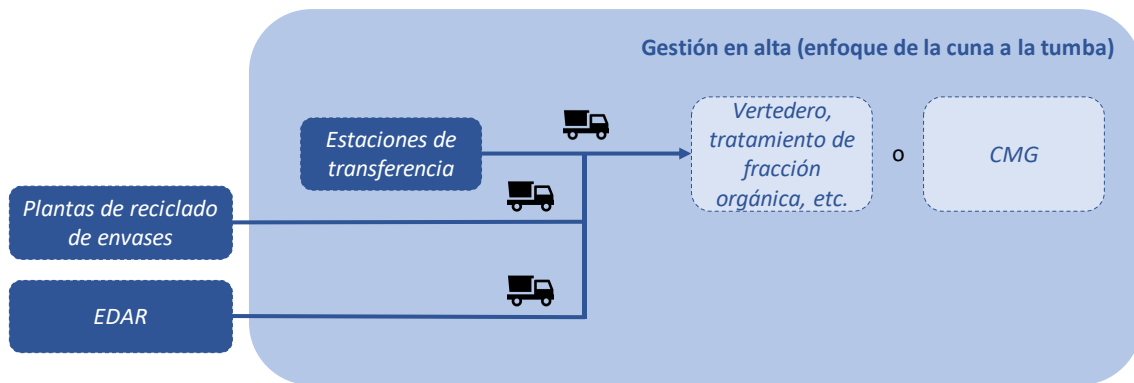 Gestión en alta (enfoque de la cuna a la tumba)
Estaciones de
transferencia
Vertedero,
tratamiento de
fracción
orgánica, etc.
o
CMG
Plantas de reciclado
de envases
EDAR